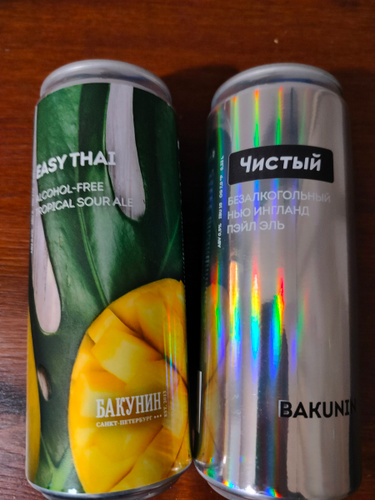 EASY THAI
ALCOHOL-FREE
TROPICAL SOUR ALE
БАКУНИН
САНКТ-ПЕТЕРБУРГ
Чистый
БЕЗАЛКОГОЛЬНЫЙ
НЬЮ ИНГЛАНД
ПЭЙЛ ЭЛЬ
BAKUNIN